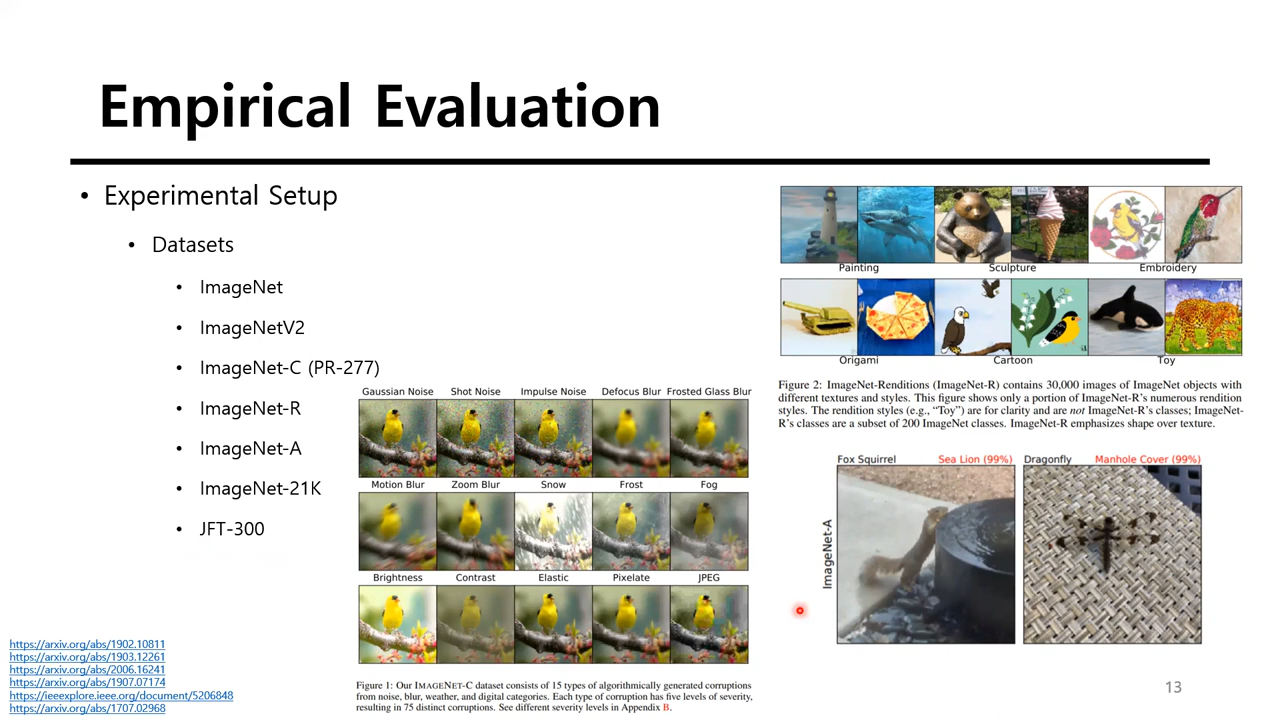 Empirical Evaluation
• Experimental Setup
• Datasets
• ImageNet
• ImageNetV2
• ImageNet-C (PR-277)
• ImageNet-R
• ImageNet-A
• ImageNet-21K
• JFT-300
Gaussian Noise Shot Noise Impulse Noise Defocus Blur Frosted Glass Blur
Motion Blur Zoom Blur Snow Frost Fog
Brightness Contrast Elastic Pixelate JPEG
Figure 1: Our IMAGENET-C dataset consists of 15 types of algorithmically generated corruptions
from noise, blur, weather, and digital categories. Each type of corruption has five levels of severity,
resulting in 75 distinct corruptions. See different severity levels in Appendix B.
Painting Sculpture Embroidery
Origami Cartoon Toy
Figure 2: ImageNet-Renditions (ImageNet-R) contains 30,000 images of ImageNet objects with
different textures and styles. This figure shows only a portion of ImageNet-R's numerous rendition
styles. The rendition styles (e.g., “Toy”) are for clarity and are not ImageNet-R's classes; ImageNet-
R's classes are a subset of 200 ImageNet classes. ImageNet-R emphasizes shape over texture.
Fox Squirrel Sea Lion (99%) Dragonfly Manhole Cover (99%)
ImageNet-A
https://arxiv.org/abs/1902.10811
https://arxiv.org/abs/1903.12261
https://arxiv.org/abs/2006.16241
https://arxiv.org/abs/1907.07174
https://ieeexplore.ieee.org/document/5206848
https://arxiv.org/abs/1707.02968
13